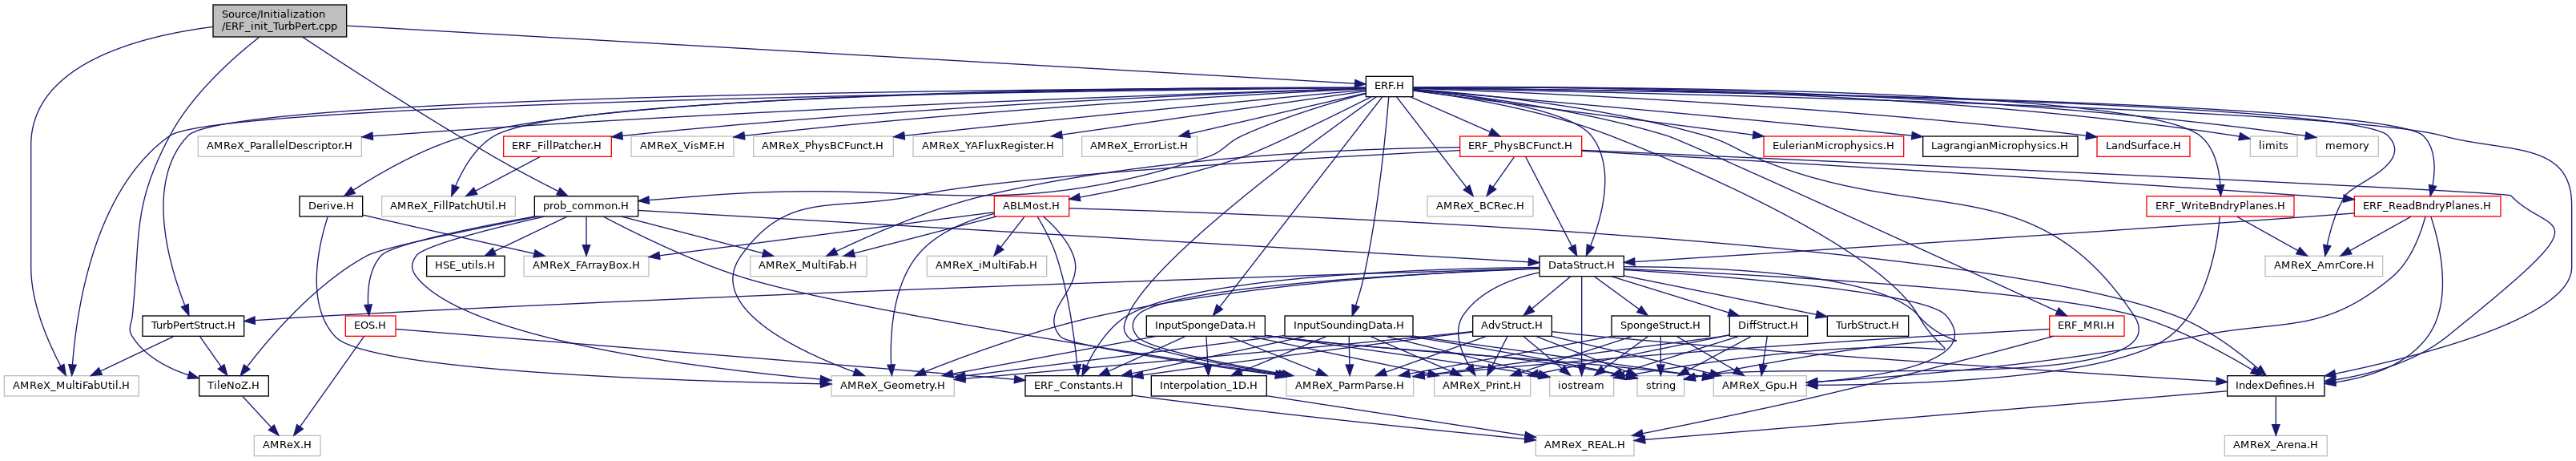 Source/Initialization
/ERF_init_TurbPert.cpp
ERF.H
AMReX_ParallelDescriptor.H
ERF_FillPatcher.H
AMReX_VisMF.H
AMReX_PhysBCFunct.H
AMReX_YAFluxRegister.H
AMReX_ErrorList.H
ERF_PhysBCFunct.H
EulerianMicrophysics.H
LagrangianMicrophysics.H
LandSurface.H
limits
memory
Derive.H
AMReX_FillPatchUtil.H
prob_common.H
ABLMost.H
AMReX_BCRec.H
ERF_WriteBndryPlanes.H
ERF_ReadBndryPlanes.H
HSE_utils.H
AMReX_FArrayBox.H
AMReX_MultiFab.H
AMReX_iMultiFab.H
DataStruct.H
AMReX_AmrCore.H
TurbPertStruct.H
EOS.H
InputSpongeData.H
InputSoundingData.H
AdvStruct.H
SpongeStruct.H
DiffStruct.H
TurbStruct.H
ERF_MRI.H
AMReX_MultiFabUtil.H
TileNoZ.H
AMReX_Geometry.H
ERF_Constants.H
Interpolation_1D.H
AMReX_ParmParse.H
AMReX_Print.H
iostream
string
AMReX_Gpu.H
IndexDefines.H
AMReX.H
AMReX_REAL.H
AMReX_Arena.H